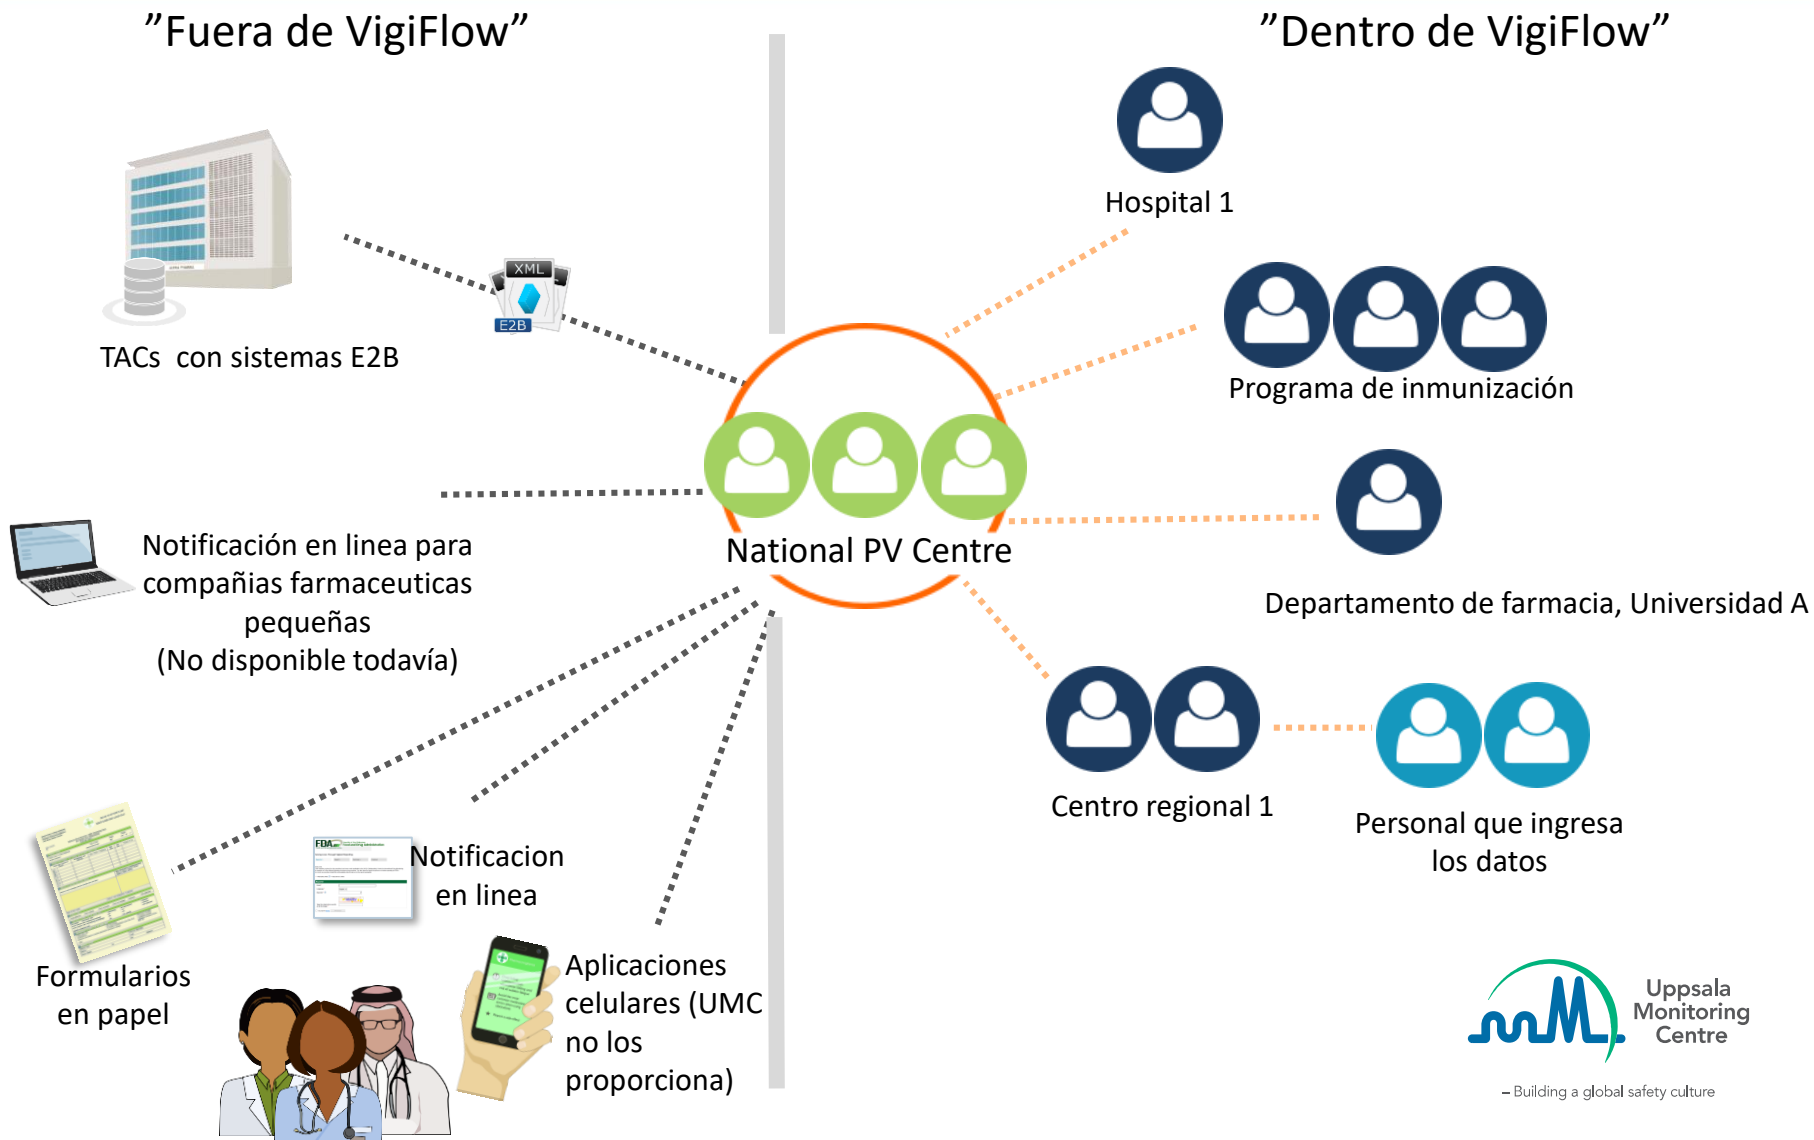 ”Fuera de VigiFlow”
”Dentro de VigiFlow”
Hospital 1
XML
E2B
TACs con sistemas E2B
Programa de inmunización
National PV Centre
Notificación en linea para
compañias farmaceuticas
pequeñas
(No disponible todavía)
Departamento de farmacia, Universidad A
Centro regional 1
Personal que ingresa
los datos
FDA
Notificacion
en linea
Formularios
en papel
Aplicaciones
celulares (UMC
no los
proporciona)
Uppsala
Monitoring
Centre
– Building a global safety culture